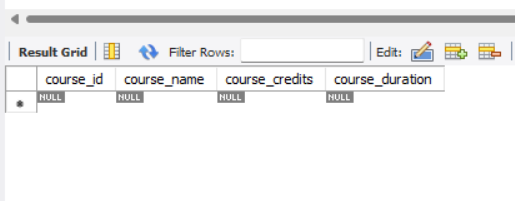 Result Grid Filter Rows: Edit:
course_id course_name course_credits course_duration
NULL NULL NULL NULL